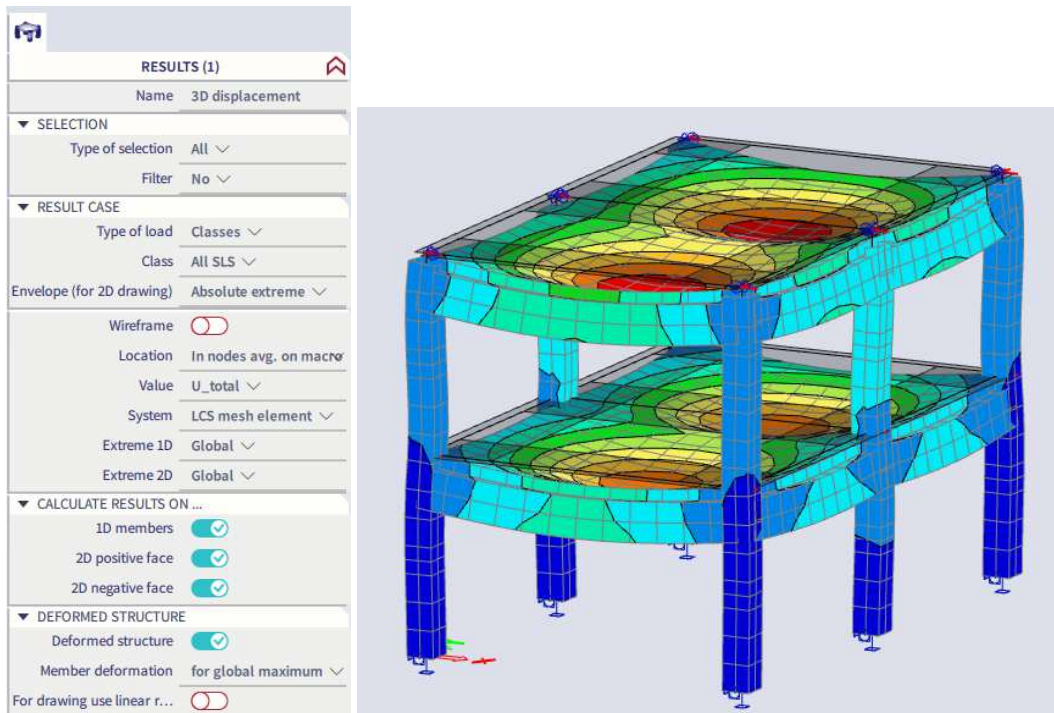 RESULTS (1)
Name 3D displacement
SELECTION
Type of selection All
Filter No
RESULT CASE
Type of load Classes
Class All SLS
Envelope (for 2D drawing) Absolute extreme
Wireframe
Location In nodes avg. on macro
Value U_total
System LCS mesh element
Extreme 1D Global
Extreme 2D Global
CALCULATE RESULTS ON ...
1D members
2D positive face
2D negative face
DEFORMED STRUCTURE
Deformed structure
Member deformation for global maximum
For drawing use linear r...